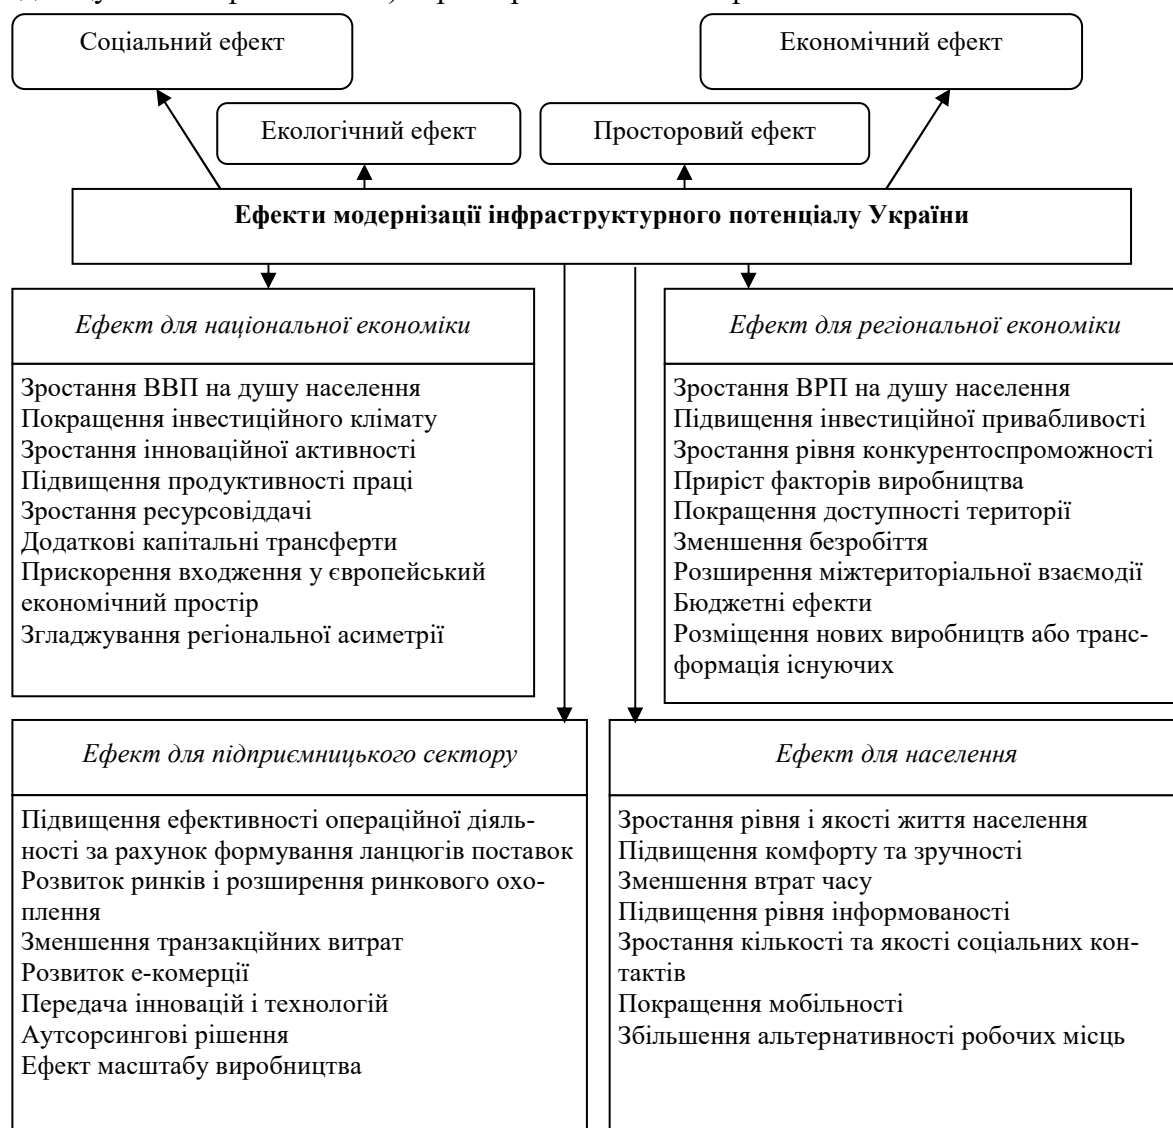 Соціальний ефект
Економічний ефект
Екологічний ефект
Просторовий ефект
Ефекти модернізації інфраструктурного потенціалу України
Ефект для національної економіки
Зростання ВВП на душу населення
Покращення інвестиційного клімату
Зростання інноваційної активності
Підвищення продуктивності праці
Зростання ресурсовіддачі
Додаткові капітальні трансферти
Прискорення входження у європейський
економічний простір
Згладжування регіональної асиметрії
Ефект для регіональної економіки
Зростання ВРП на душу населення
Підвищення інвестиційної привабливості
Зростання рівня конкурентоспроможності
Приріст факторів виробництва
Покращення доступності території
Зменшення безробіття
Розширення міжтериторіальної взаємодії
Бюджетні ефекти
Розміщення нових виробництв або транс-
формація існуючих
Ефект для підприємницького сектору
Підвищення ефективності операційної діяль-
ності за рахунок формування ланцюгів поставок
Розвиток ринків і розширення ринкового охо-
плення
Зменшення транзакційних витрат
Розвиток е-комерції
Передача інновацій і технологій
Аутсорсингові рішення
Ефект масштабу виробництва
Ефект для населення
Зростання рівня і якості життя населення
Підвищення комфорту та зручності
Зменшення втрат часу
Підвищення рівня інформованості
Зростання кількості та якості соціальних кон-
тактів
Покращення мобільності
Збільшення альтернативності робочих місць